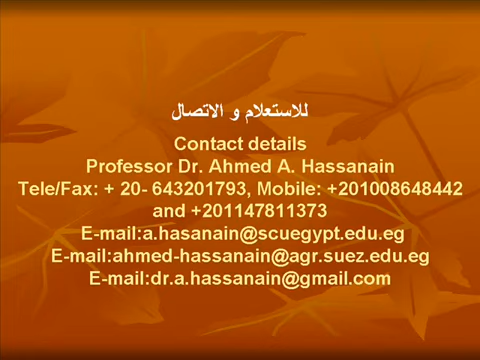 للاستعلام و الاتصال
Contact details
Professor Dr. Ahmed A. Hassanain
Tele/Fax: + 20- 643201793, Mobile: +201008648442
and +201147811373
E-mail:a.hasanain@scuegypt.edu.eg
E-mail:ahmed-hassanain@agr.suez.edu.eg
E-mail:dr.a.hassanain@gmail.com